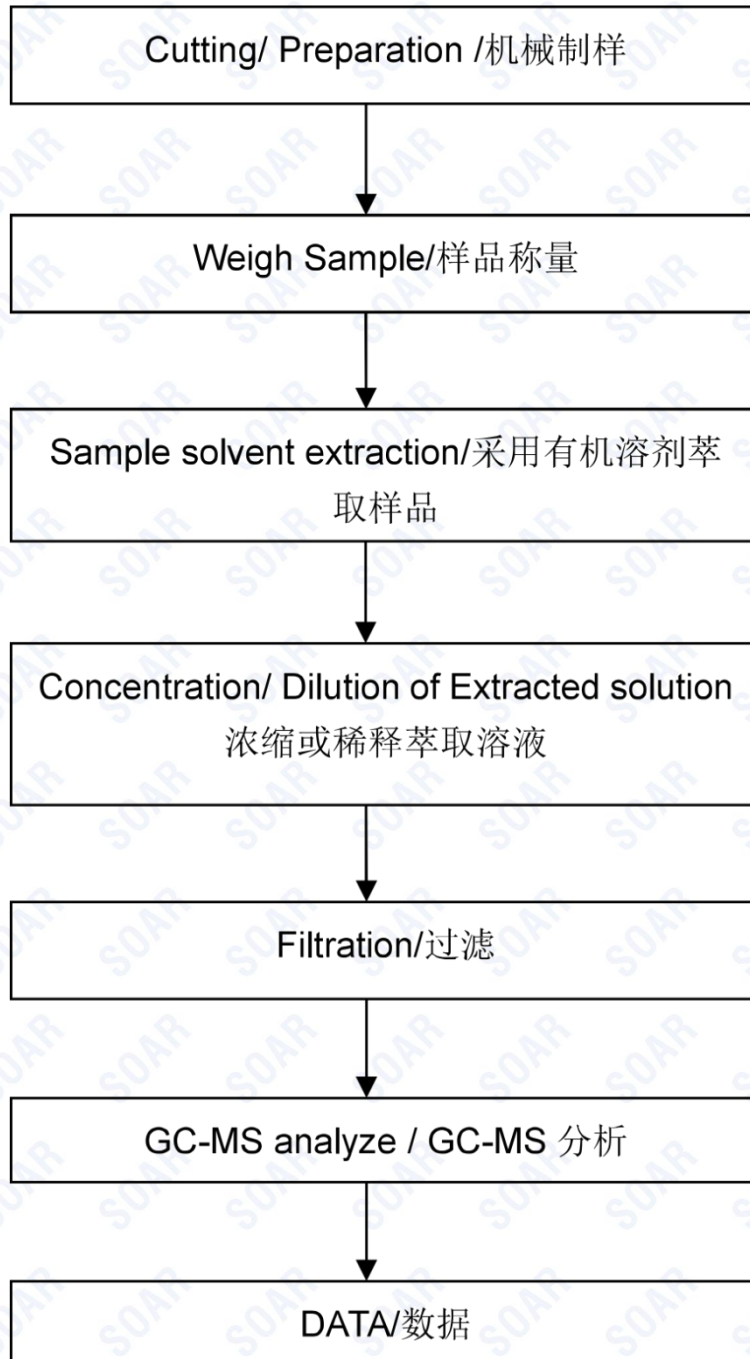 Cutting/ Preparation /机械制样
Weigh Sample/样品称量
Sample solvent extraction/采用有机溶剂萃
取样品
Concentration/ Dilution of Extracted solution
浓缩或稀释萃取溶液
Filtration/过滤
GC-MS analyze / GC-MS 分析
DATA/数据
SOAR